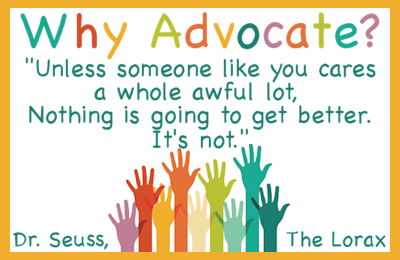 Why Advocate?
"Unless someone like you cares
a whole awful lot,
Nothing is going to get better.
It's not."
Dr. Seuss, The Lorax